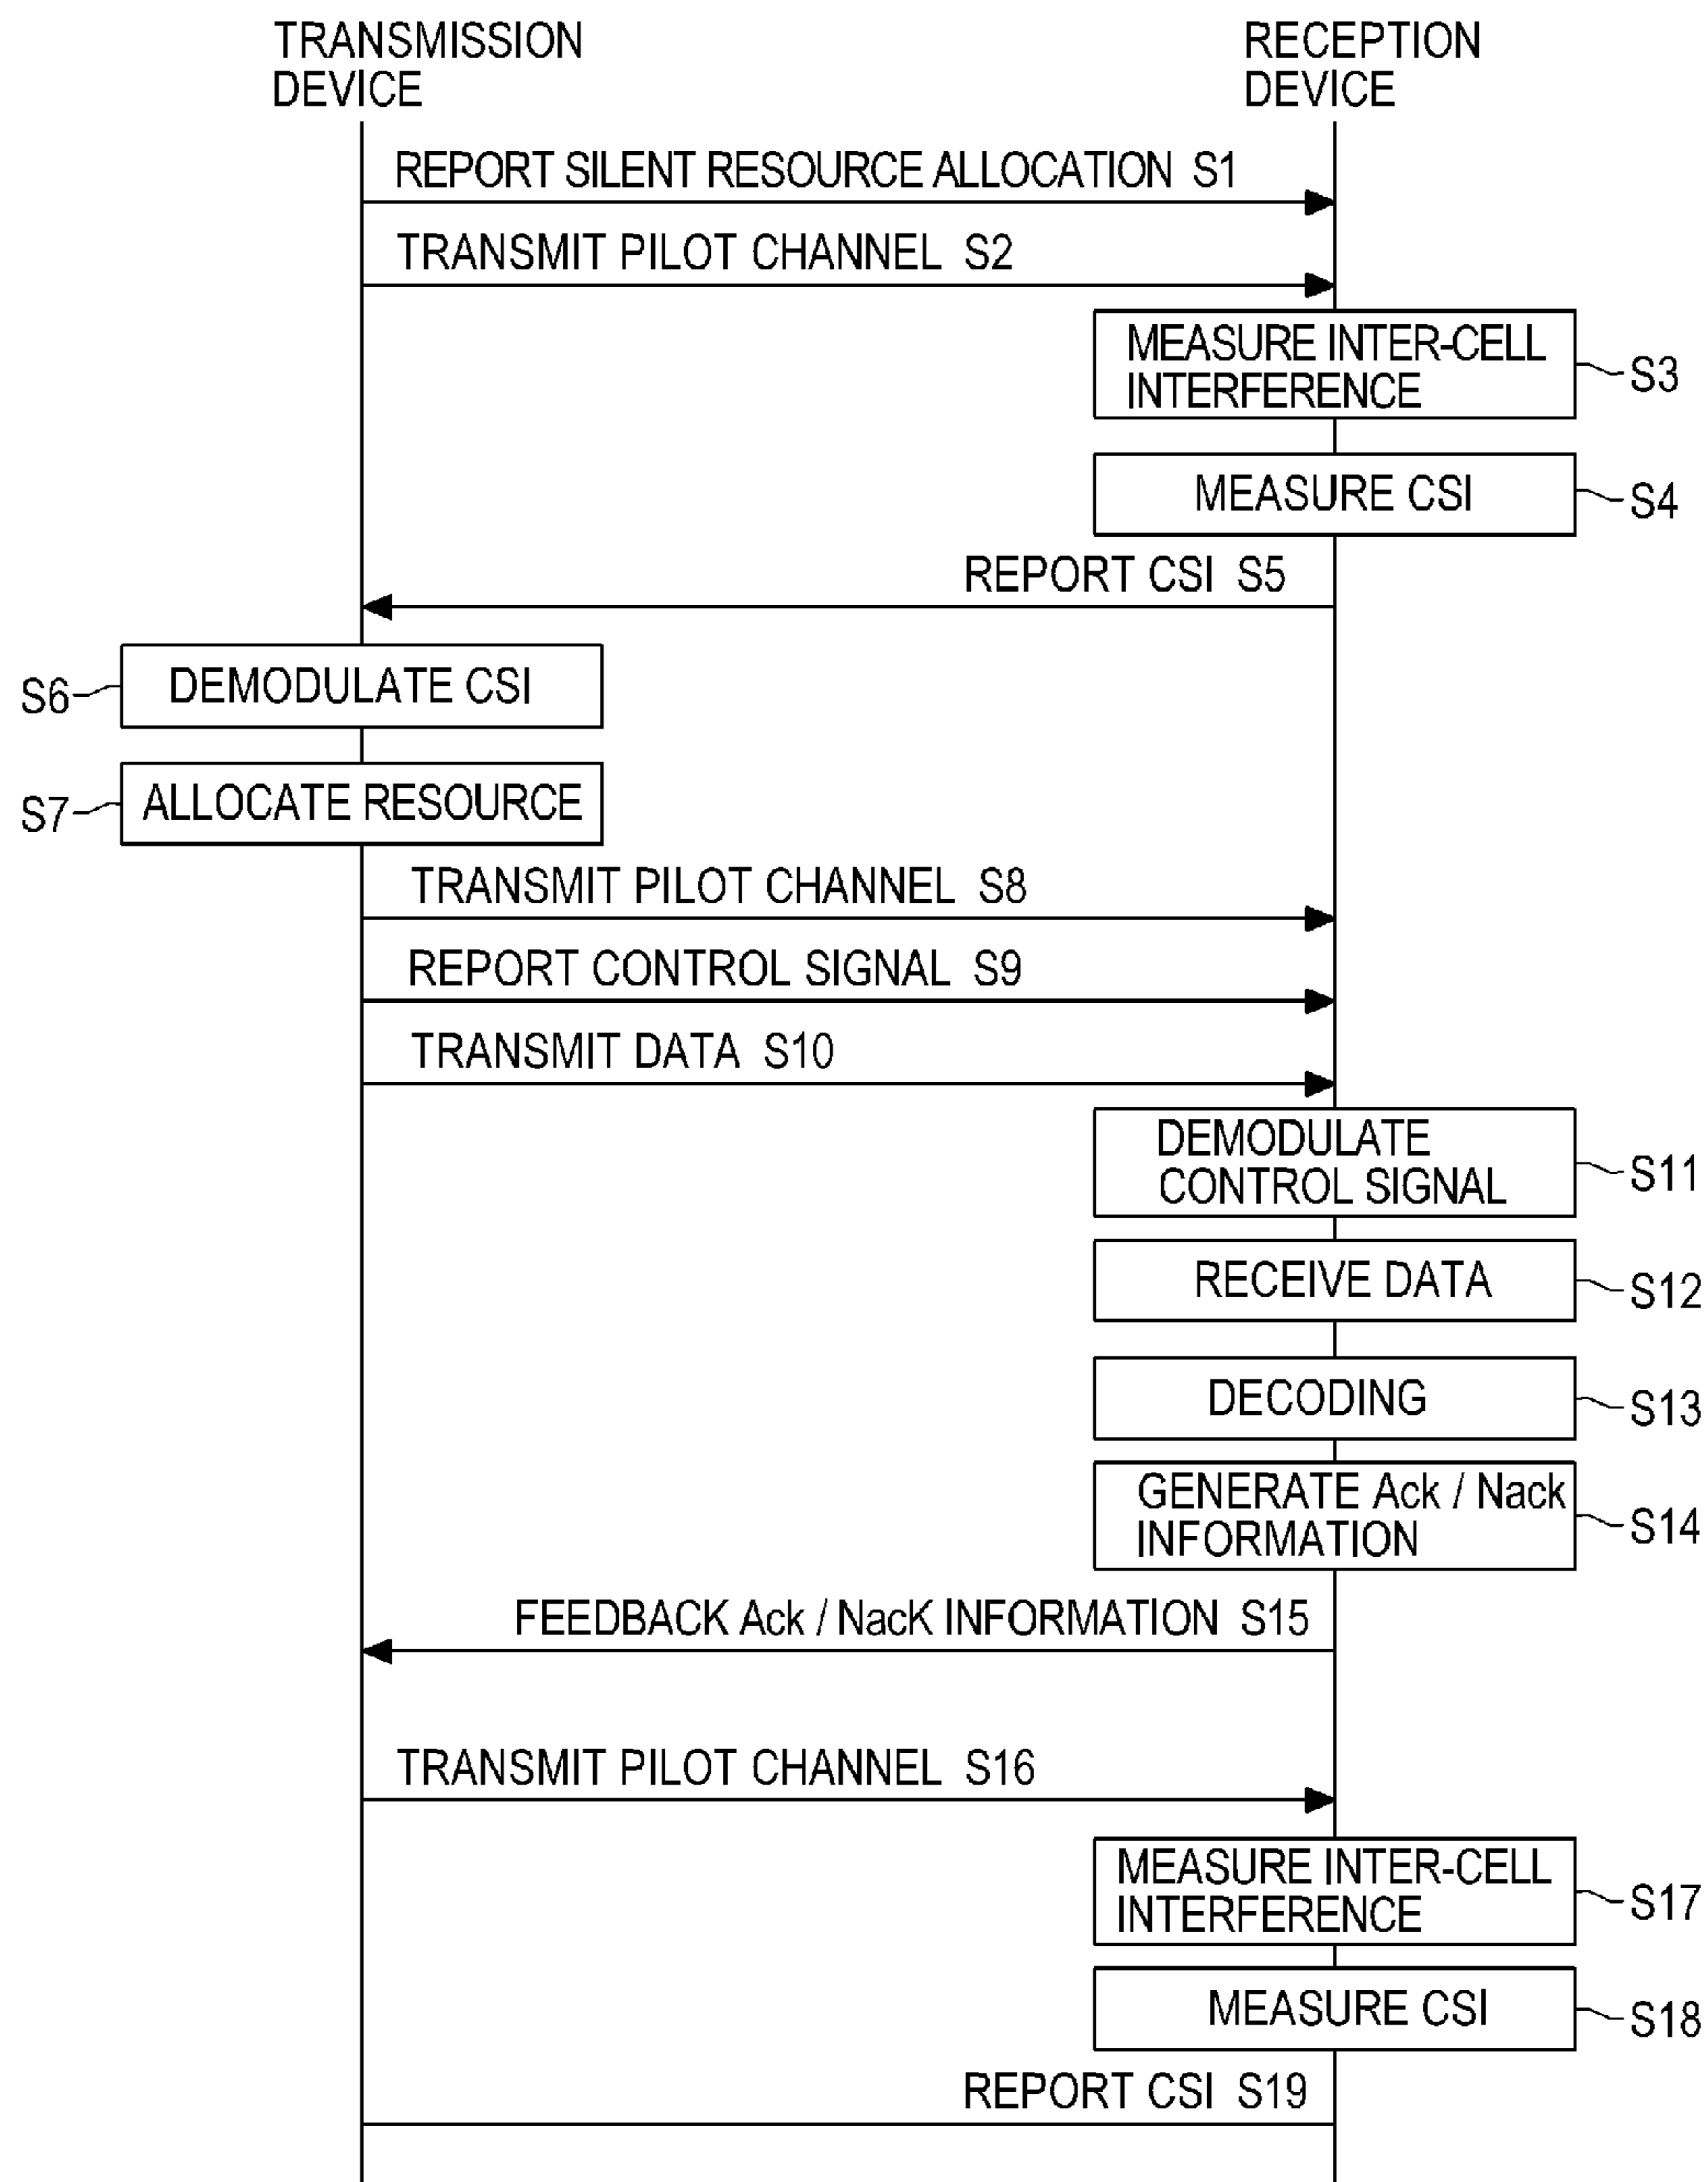 TRANSMISSION
DEVICE
RECEPTION
DEVICE
REPORT SILENT RESOURCE ALLOCATION S1
TRANSMIT PILOT CHANNEL S2
MEASURE INTER-CELL
INTERFERENCE
S3
MEASURE CSI
S4
REPORT CSI S5
S6
DEMODULATE CSI
S7
ALLOCATE RESOURCE
TRANSMIT PILOT CHANNEL S8
REPORT CONTROL SIGNAL S9
TRANSMIT DATA S10
DEMODULATE
CONTROL SIGNAL
S11
RECEIVE DATA
S12
DECODING
S13
GENERATE Ack / Nack
INFORMATION
S14
FEEDBACK Ack / NacK INFORMATION S15
TRANSMIT PILOT CHANNEL S16
MEASURE INTER-CELL
INTERFERENCE
S17
MEASURE CSI
S18
REPORT CSI S19